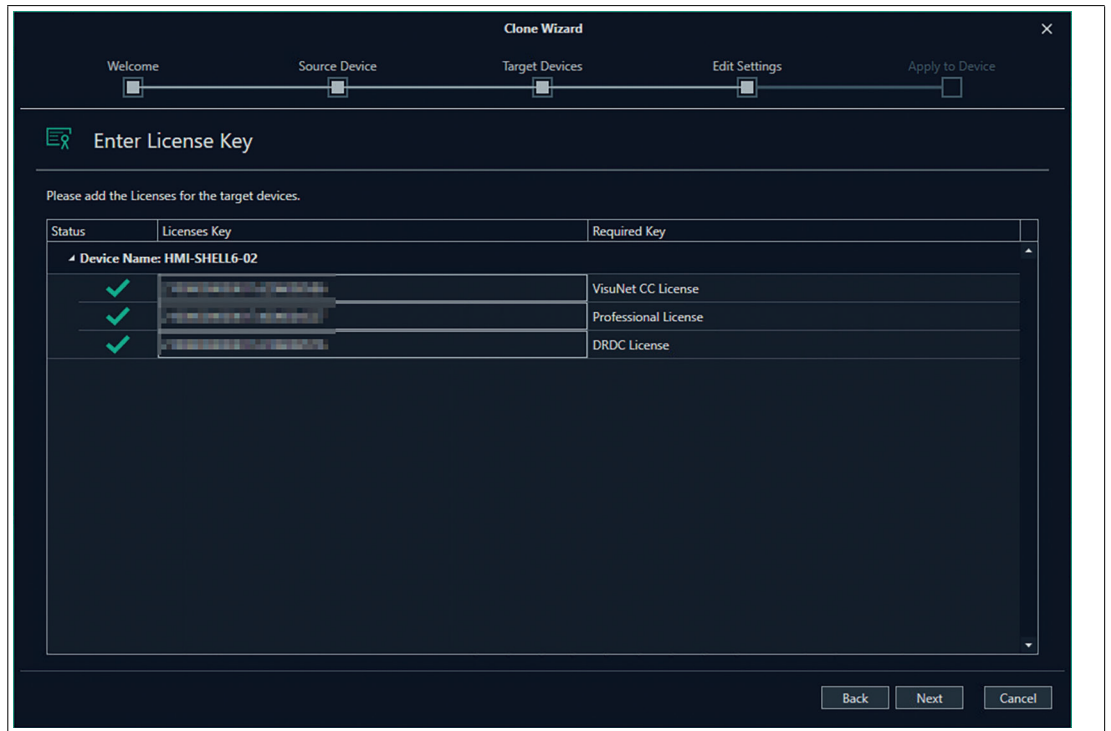 Clone Wizard
Welcome Source Device Target Devices Edit Settings Apply to Device
Enter License Key
Please add the Licenses for the target devices.
Status Licenses Key Required Key
Device Name: HMI-SHELL6-02
VisuNet CC License
Professional License
DRDC License
Back Next Cancel